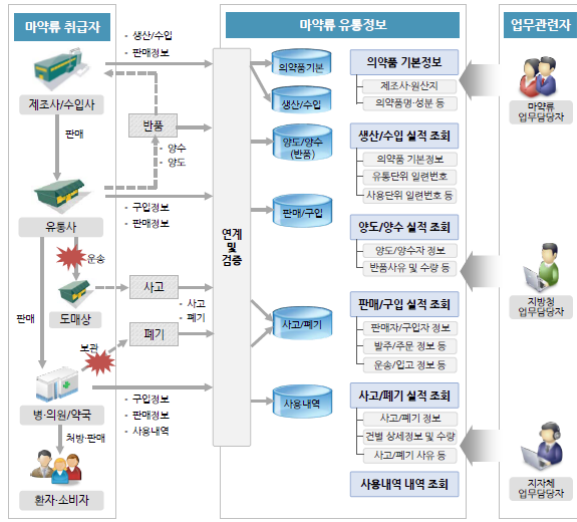 마약류 취급자
마약류 유통정보
업무관련자
제조사/수입사
판매
유통사
운송
도매상
판매
보관
병·의원/약국
처방·판매
환자·소비자
· 생산/수입
· 판매정보
반품
· 양수
· 양도
· 구입정보
· 판매정보
사고
· 사고
· 폐기
폐기
· 구입정보
· 판매정보
· 사용내역
연계
및
검증
의약품기본
생산/수입
양도/양수
(반품)
판매/구입
사고/폐기
사용내역
의약품 기본정보
제조사·원산지
의약품명·성분 등
생산/수입 실적 조회
의약품 기본정보
유통단위 일련번호
사용단위 일련번호 등
양도/양수 실적 조회
양도/양수자 정보
반품사유 및 수량 등
판매/구입 실적 조회
판매자/구입자 정보
발주/주문 정보 등
운송/입고 정보 등
사고/폐기 실적 조회
사고/폐기 정보
건별 상세정보 및 수량
사고/폐기 사유 등
사용내역 내역 조회
마약류
업무담당자
지방청
업무담당자
지자체
업무담당자